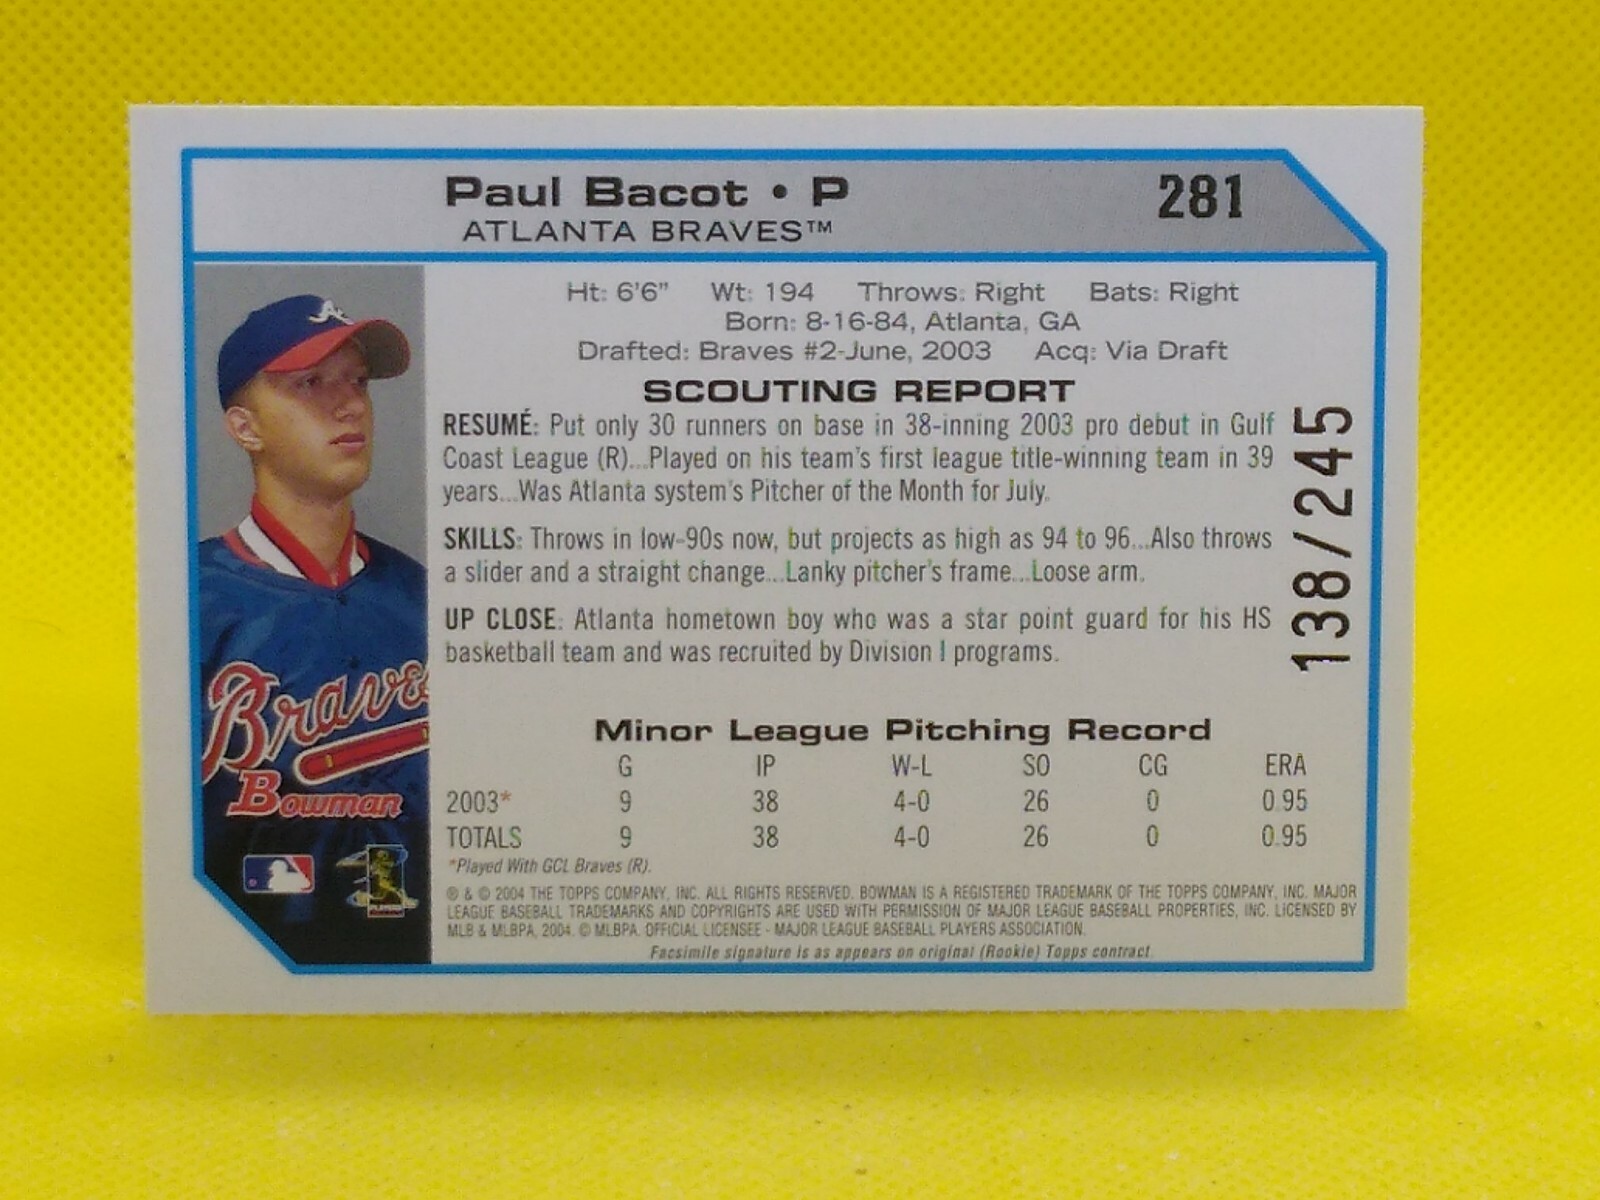 Paul Bacot • P
ATLANTA BRAVES™
281
Ht: 6'6" Wt: 194 Throws: Right Bats: Right
Born: 8-16-84, Atlanta, GA
Drafted: Braves #2-June, 2003 Acq: Via Draft
SCOUTING REPORT
RESUMÉ: Put only 30 runners on base in 38-inning 2003 pro debut in Gulf
Coast League (R)...Played on his team's first league title-winning team in 39
years...Was Atlanta system's Pitcher of the Month for July.
SKILLS: Throws in low-90s now, but projects as high as 94 to 96...Also throws
a slider and a straight change...Lanky pitcher's frame...Loose arm.
UP CLOSE: Atlanta hometown boy who was a star point guard for his HS
basketball team and was recruited by Division I programs.
138/245
A
Braves
Bowman
Minor League Pitching Record
G IP W-L SO CG ERA
2003* 9 38 4-0 26 0 0.95
TOTALS 9 38 4-0 26 0 0.95
*Played With GCL Braves (R).
® & © 2004 THE TOPPS COMPANY, INC. ALL RIGHTS RESERVED. BOWMAN IS A REGISTERED TRADEMARK OF THE TOPPS COMPANY, INC. MAJOR
LEAGUE BASEBALL TRADEMARKS AND COPYRIGHTS ARE USED WITH PERMISSION OF MAJOR LEAGUE BASEBALL PROPERTIES, INC. LICENSED BY
MLB & MLBPA, 2004. © MLBPA. OFFICIAL LICENSEE - MAJOR LEAGUE BASEBALL PLAYERS ASSOCIATION.
Facsimile signature is as appears on original (Rookie) Topps contract.